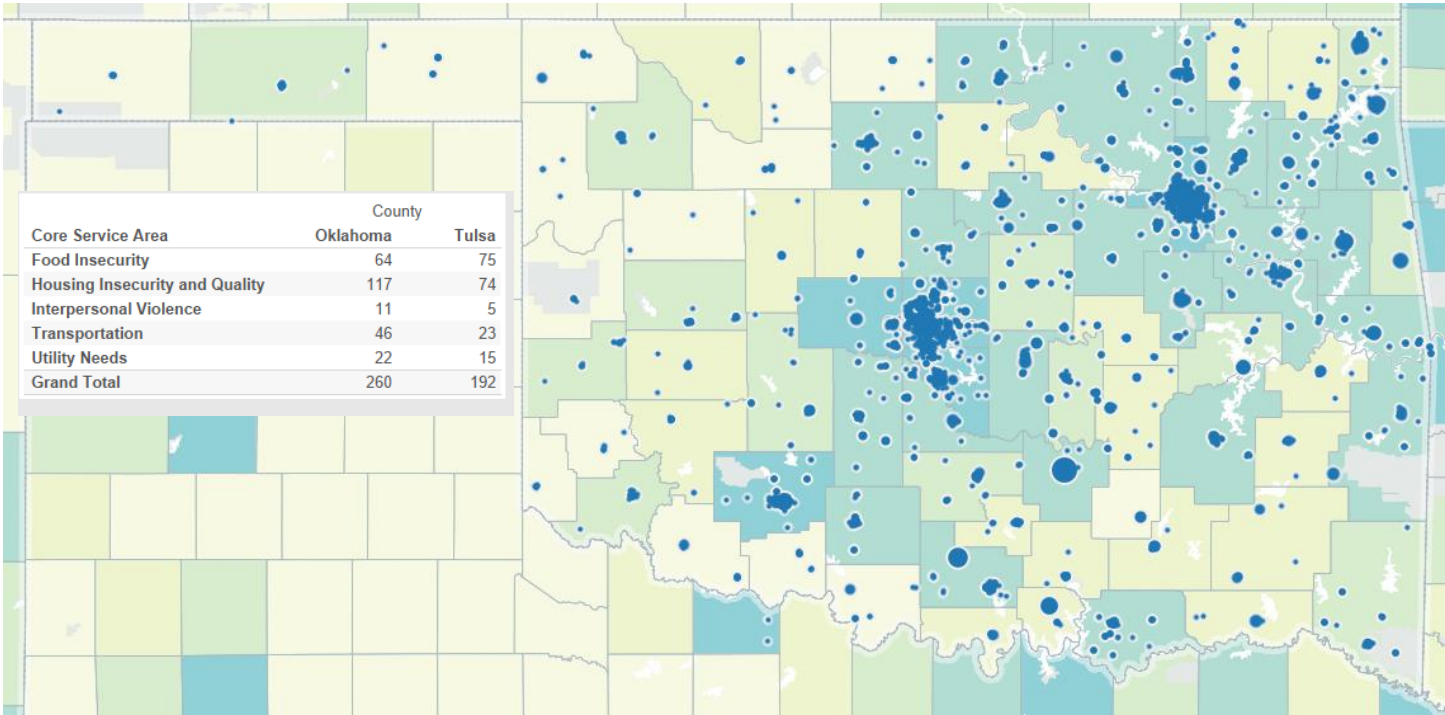 County
Core Service Area Oklahoma Tulsa
Food Insecurity 64 75
Housing Insecurity and Quality 117 74
Interpersonal Violence 11 5
Transportation 46 23
Utility Needs 22 15
Grand Total 260 192